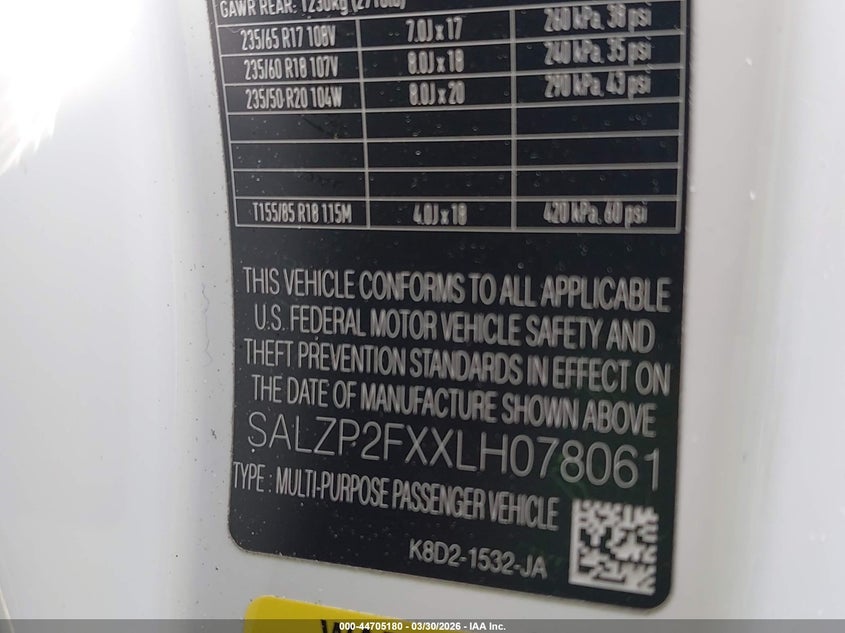 GAWR REAR: 1230kg (2710lb)
235/65 R17 108V 7.0J x 17 260 kPa, 38 psi
235/60 R18 107V 8.0J x 18 240 kPa, 35 psi
235/50 R20 104W 8.0J x 20 290 kPa, 43 psi
T155/85 R18 115M 4.0J x 18 420 kPa, 60 psi
THIS VEHICLE CONFORMS TO ALL APPLICABLE
U.S. FEDERAL MOTOR VEHICLE SAFETY AND
THEFT PREVENTION STANDARDS IN EFFECT ON
THE DATE OF MANUFACTURE SHOWN ABOVE
SALZP2FXXLH078061
TYPE : MULTI-PURPOSE PASSENGER VEHICLE
K8D2-1532-JA
000-44705180 - 03/30/2026 - IAA Inc.